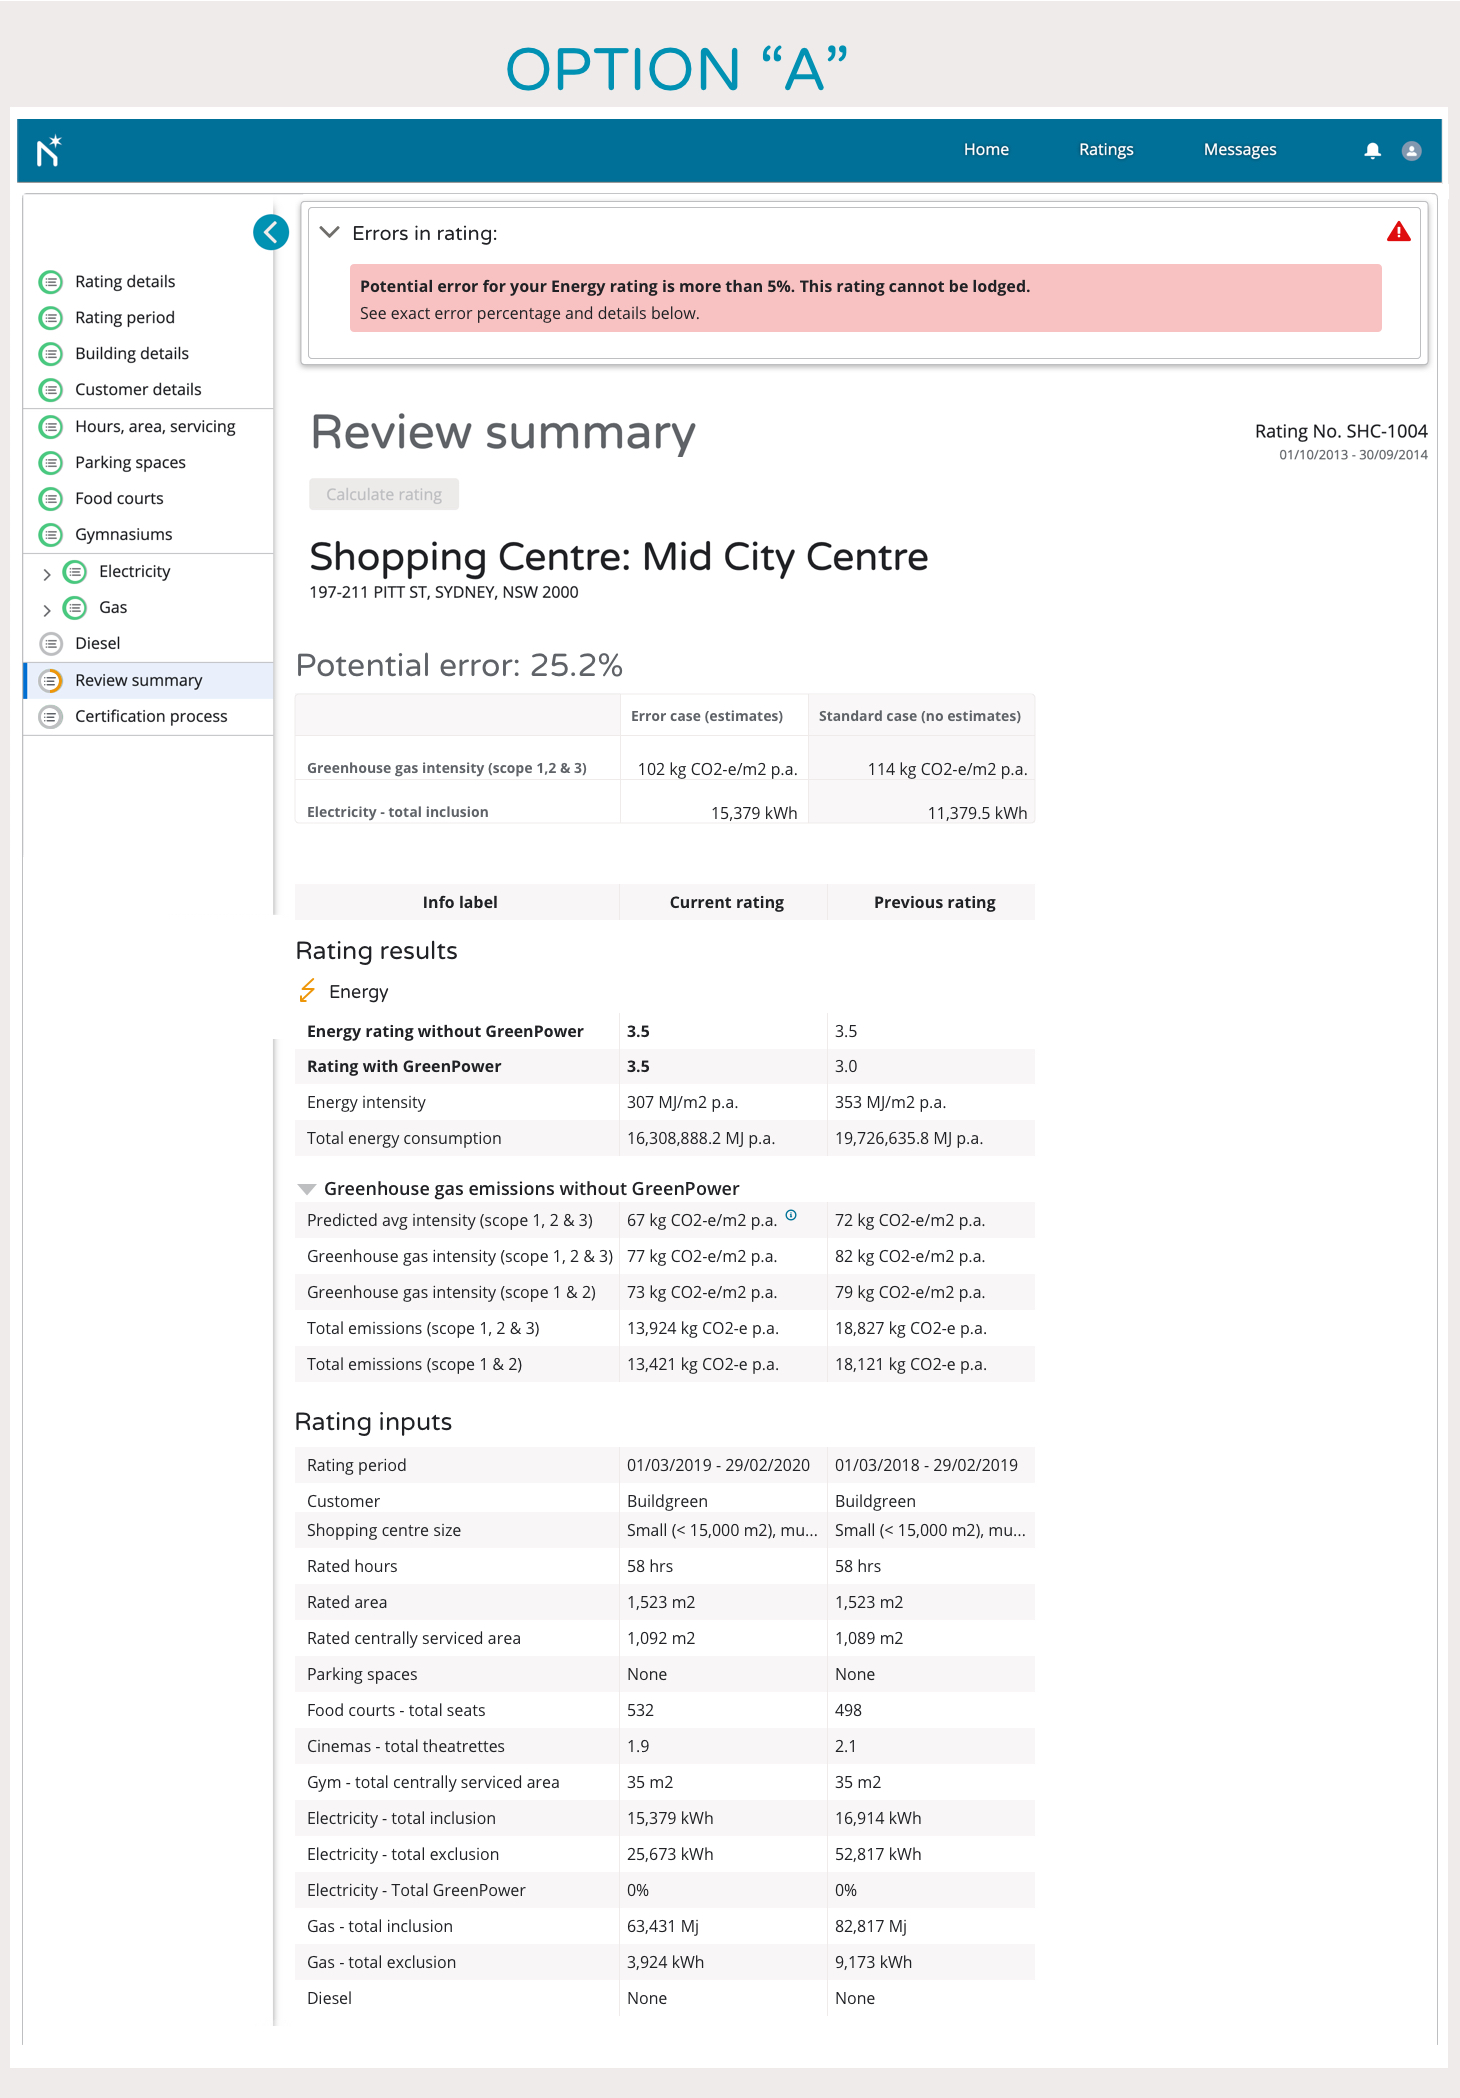 OPTION “A”
Home Ratings Messages
Errors in rating:
Potential error for your Energy rating is more than 5%. This rating cannot be lodged.
See exact error percentage and details below.
Rating details
Rating period
Building details
Customer details
Hours, area, servicing
Parking spaces
Food courts
Gymnasiums
Electricity
Gas
Diesel
Review summary
Certification process
Review summary
Rating No. SHC-1004
01/10/2013 - 30/09/2014
Calculate rating
Shopping Centre: Mid City Centre
197-211 PITT ST, SYDNEY, NSW 2000
Potential error: 25.2%
Error case (estimates) Standard case (no estimates)
Greenhouse gas intensity (scope 1,2 & 3) 102 kg CO2-e/m2 p.a. 114 kg CO2-e/m2 p.a.
Electricity - total inclusion 15,379 kWh 11,379.5 kWh
Info label Current rating Previous rating
Rating results
Energy
Energy rating without GreenPower 3.5 3.5
Rating with GreenPower 3.5 3.0
Energy intensity 307 MJ/m2 p.a. 353 MJ/m2 p.a.
Total energy consumption 16,308,888.2 MJ p.a. 19,726,635.8 MJ p.a.
Greenhouse gas emissions without GreenPower
Predicted avg intensity (scope 1, 2 & 3) 67 kg CO2-e/m2 p.a. 72 kg CO2-e/m2 p.a.
Greenhouse gas intensity (scope 1, 2 & 3) 77 kg CO2-e/m2 p.a. 82 kg CO2-e/m2 p.a.
Greenhouse gas intensity (scope 1 & 2) 73 kg CO2-e/m2 p.a. 79 kg CO2-e/m2 p.a.
Total emissions (scope 1, 2 & 3) 13,924 kg CO2-e p.a. 18,827 kg CO2-e p.a.
Total emissions (scope 1 & 2) 13,421 kg CO2-e p.a. 18,121 kg CO2-e p.a.
Rating inputs
Rating period 01/03/2019 - 29/02/2020 01/03/2018 - 29/02/2019
Customer Buildgreen Buildgreen
Shopping centre size Small (< 15,000 m2), mu... Small (< 15,000 m2), mu...
Rated hours 58 hrs 58 hrs
Rated area 1,523 m2 1,523 m2
Rated centrally serviced area 1,092 m2 1,089 m2
Parking spaces None None
Food courts - total seats 532 498
Cinemas - total theatrettes 1.9 2.1
Gym - total centrally serviced area 35 m2 35 m2
Electricity - total inclusion 15,379 kWh 16,914 kWh
Electricity - total exclusion 25,673 kWh 52,817 kWh
Electricity - Total GreenPower 0% 0%
Gas - total inclusion 63,431 Mj 82,817 Mj
Gas - total exclusion 3,924 kWh 9,173 kWh
Diesel None None